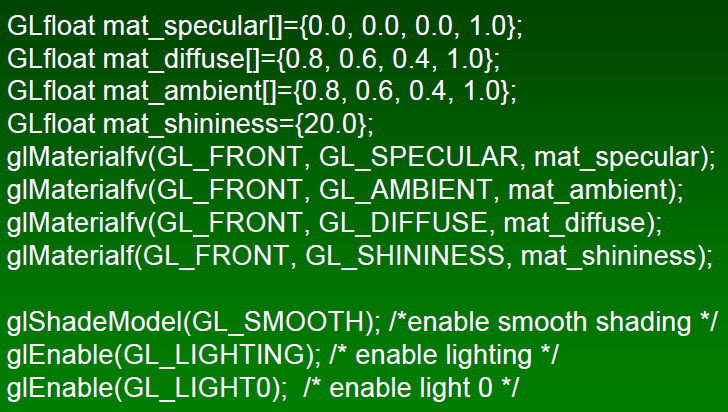 GLfloat mat_specular[]={0.0, 0.0, 0.0, 1.0};
GLfloat mat_diffuse[]={0.8, 0.6, 0.4, 1.0};
GLfloat mat_ambient[]={0.8, 0.6, 0.4, 1.0};
GLfloat mat_shininess={20.0};
glMaterialfv(GL_FRONT, GL_SPECULAR, mat_specular);
glMaterialfv(GL_FRONT, GL_AMBIENT, mat_ambient);
glMaterialfv(GL_FRONT, GL_DIFFUSE, mat_diffuse);
glMaterialf(GL_FRONT, GL_SHININESS, mat_shininess);
glShadeModel(GL_SMOOTH); /*enable smooth shading */
glEnable(GL_LIGHTING); /* enable lighting */
glEnable(GL_LIGHT0);  /* enable light 0 */